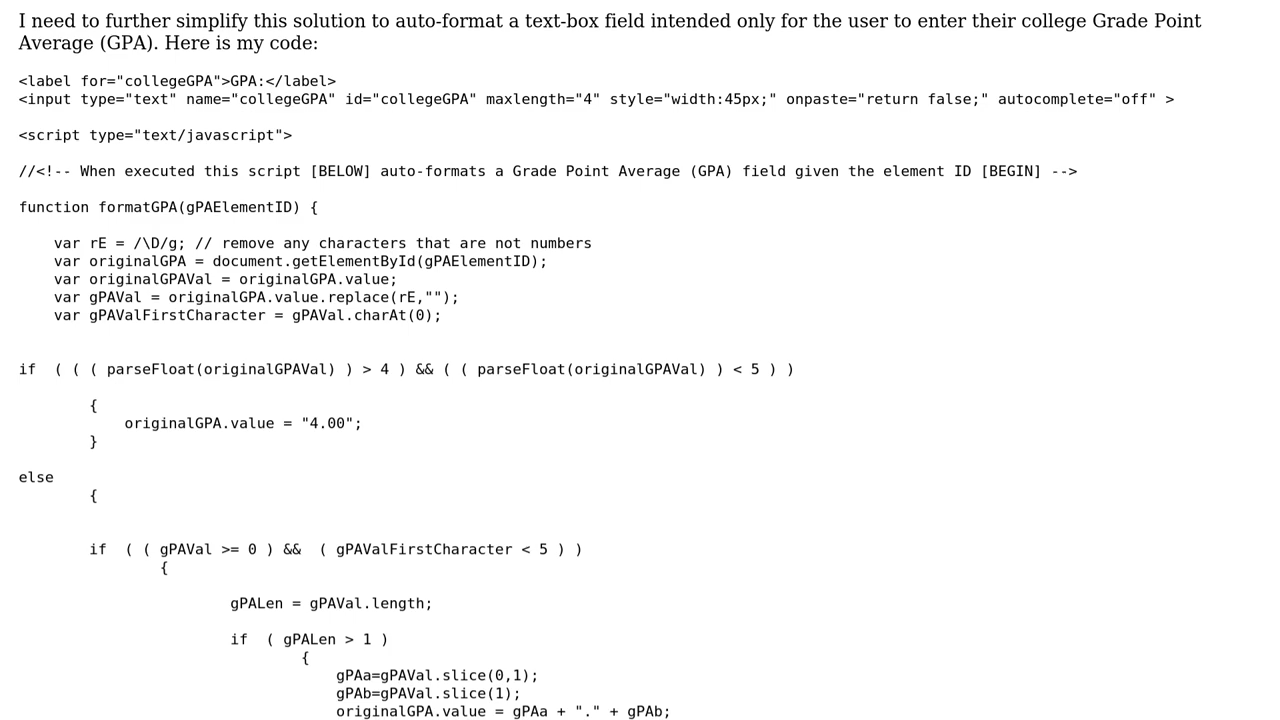 I need to further simplify this solution to auto-format a text-box field intended only for the user to enter their college Grade Point
Average (GPA). Here is my code:
<label for="collegeGPA">GPA:</label>
<input type="text" name="collegeGPA" id="collegeGPA" maxlength="4" style="width:45px;" onpaste="return false;" autocomplete="off" >
<script type="text/javascript">
//<!-- When executed this script [BELOW] auto-formats a Grade Point Average (GPA) field given the element ID [BEGIN] -->
function formatGPA(gPAElementID) {
var rE = /\D/g; // remove any characters that are not numbers
var originalGPA = document.getElementById(gPAElementID);
var originalGPAVal = originalGPA.value;
var gPAVal = originalGPA.value.replace(rE,"");
var gPAValFirstCharacter = gPAVal.charAt(0);
if  ( ( ( parseFloat(originalGPAVal) ) > 4 ) && ( ( parseFloat(originalGPAVal) ) < 5 ) )
{
originalGPA.value = "4.00";
}
else
{
if  ( ( gPAVal >= 0 ) &&  ( gPAValFirstCharacter < 5 ) )
{
gPALen = gPAVal.length;
if  ( gPALen > 1 )
{
gPAa=gPAVal.slice(0,1);
gPAb=gPAVal.slice(1);
originalGPA.value = gPAa + "." + gPAb;